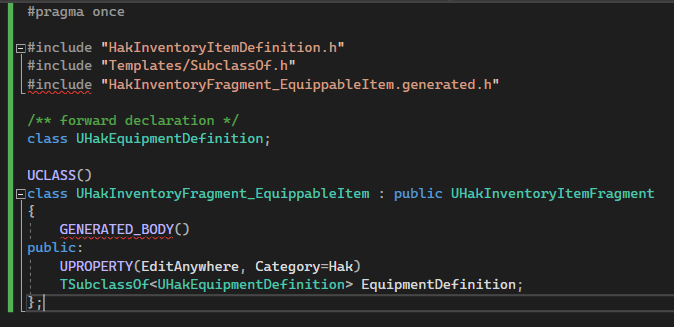 #pragma once
#include "HakInventoryItemDefinition.h"
#include "Templates/SubclassOf.h"
#include "HakInventoryFragment_EquippableItem.generated.h"
/** forward declaration */
class UHakEquipmentDefinition;
UCLASS()
class UHakInventoryFragment_EquippableItem : public UHakInventoryItemFragment
{
GENERATED_BODY()
public:
UPROPERTY(EditAnywhere, Category=Hak)
TSubclassOf<UHakEquipmentDefinition> EquipmentDefinition;
};